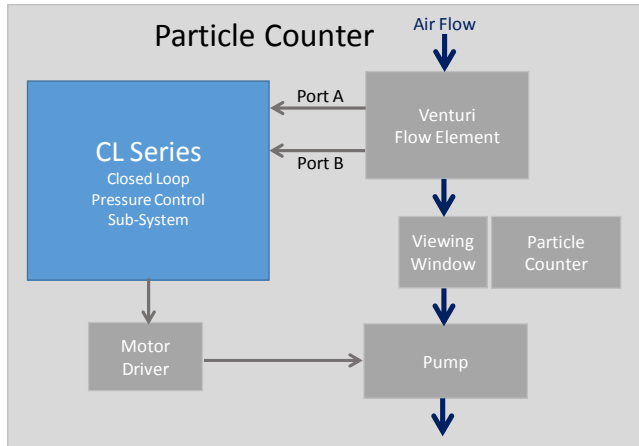 Particle Counter
Air Flow
Port A
Port B
Venturi
Flow Element
CL Series
Closed Loop
Pressure Control
Sub-System
Viewing
Window
Particle
Counter
Motor
Driver
Pump